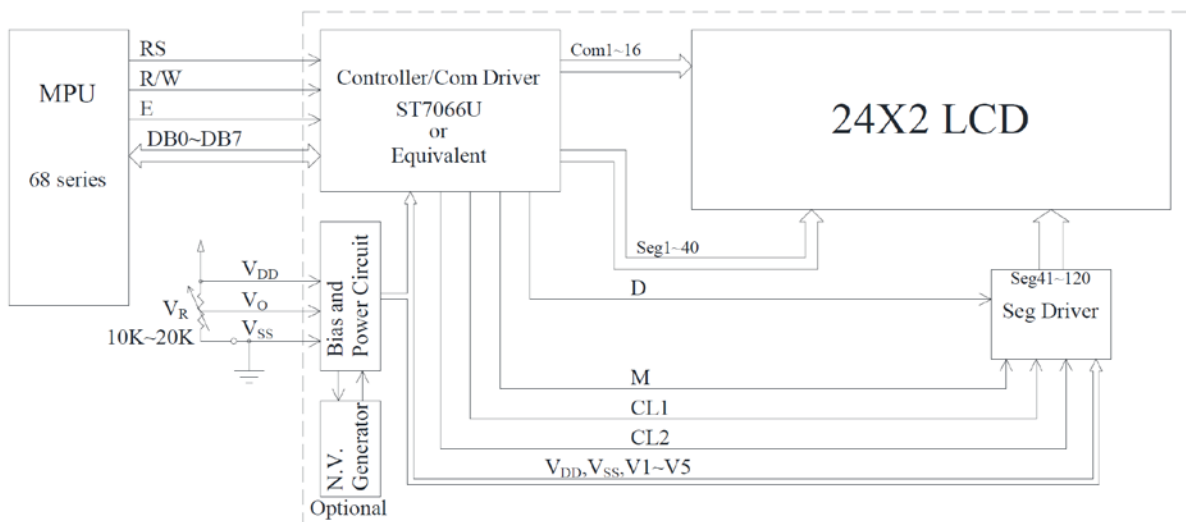 MPU
68 series
RS
R/W
E
DB0~DB7
Controller/Com Driver
ST7066U
or
Equivalent
Com1~16
24X2 LCD
Seg1~40
Seg41~120
Seg Driver
D
M
CL1
CL2
VDD,VSS,V1~V5
VDD
VO
VR
VSS
10K~20K
Bias and
Power Circuit
N.V.
Generator
Optional